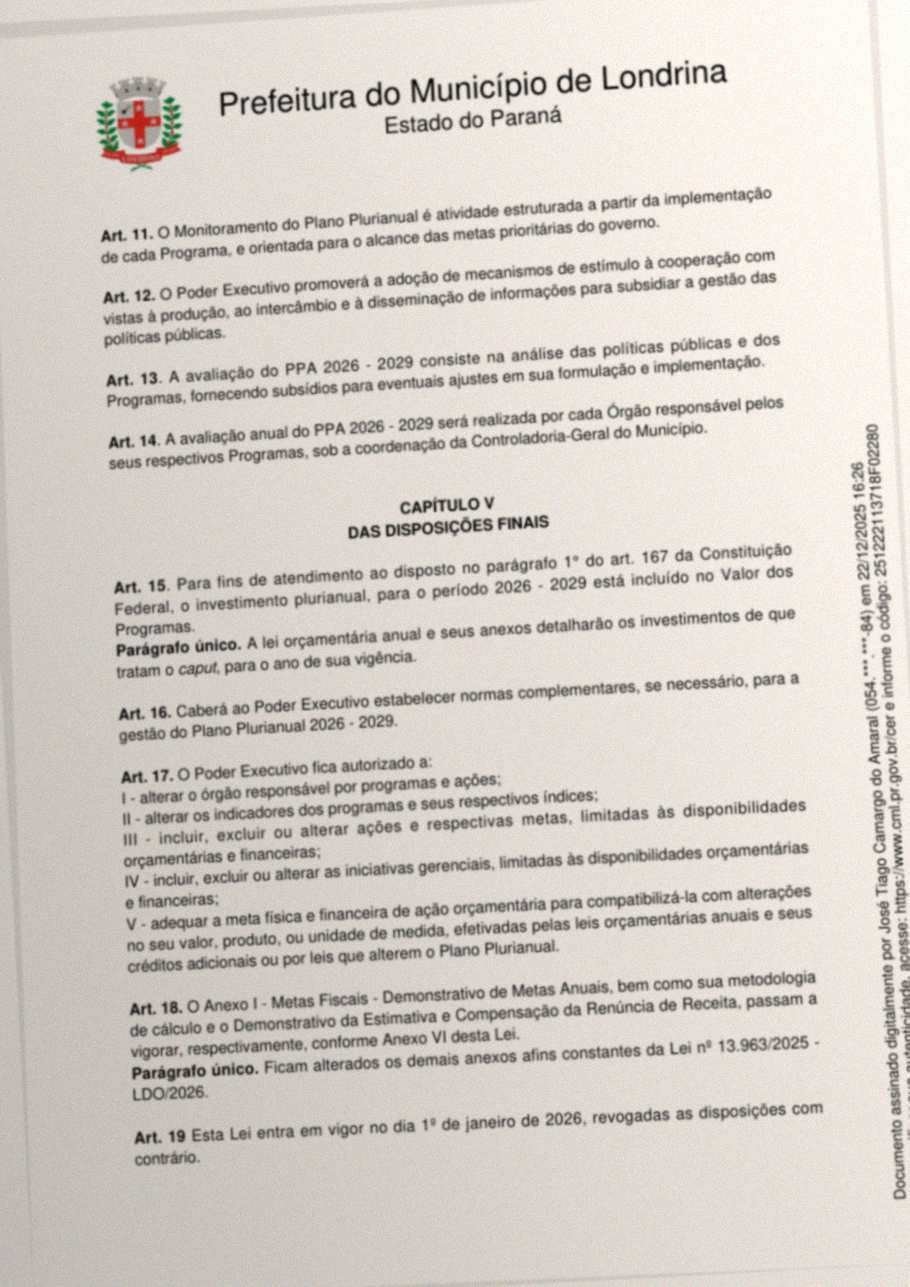 Prefeitura do Município de Londrina
Estado do Paraná
LONDRINA
Art. 11. O Monitoramento do Plano Plurianual é atividade estruturada a partir da implementação
de cada Programa, e orientada para o alcance das metas prioritárias do governo.
Art. 12. O Poder Executivo promoverá a adoção de mecanismos de estímulo à cooperação com
vistas à produção, ao intercâmbio e à disseminação de informações para subsidiar a gestão das
políticas públicas.
Art. 13. A avaliação do PPA 2026 - 2029 consiste na análise das políticas públicas e dos
Programas, fornecendo subsídios para eventuais ajustes em sua formulação e implementação.
Art. 14. A avaliação anual do PPA 2026 - 2029 será realizada por cada Órgão responsável pelos
seus respectivos Programas, sob a coordenação da Controladoria-Geral do Município.
CAPÍTULO V
DAS DISPOSIÇÕES FINAIS
Art. 15. Para fins de atendimento ao disposto no parágrafo 1º do art. 167 da Constituição
Federal, o investimento plurianual, para o período 2026 - 2029 está incluído no Valor dos
Programas.
Parágrafo único. A lei orçamentária anual e seus anexos detalharão os investimentos de que
tratam o caput, para o ano de sua vigência.
Art. 16. Caberá ao Poder Executivo estabelecer normas complementares, se necessário, para a
gestão do Plano Plurianual 2026 - 2029.
Art. 17. O Poder Executivo fica autorizado a:
I - alterar o órgão responsável por programas e ações;
II - alterar os indicadores dos programas e seus respectivos índices;
III - incluir, excluir ou alterar ações e respectivas metas, limitadas às disponibilidades
orçamentárias e financeiras;
IV - incluir, excluir ou alterar as iniciativas gerenciais, limitadas às disponibilidades orçamentárias
e financeiras;
V - adequar a meta física e financeira de ação orçamentária para compatibilizá-la com alterações
no seu valor, produto, ou unidade de medida, efetivadas pelas leis orçamentárias anuais e seus
créditos adicionais ou por leis que alterem o Plano Plurianual.
Art. 18. O Anexo I - Metas Fiscais - Demonstrativo de Metas Anuais, bem como sua metodologia
de cálculo e o Demonstrativo da Estimativa e Compensação da Renúncia de Receita, passam a
vigorar, respectivamente, conforme Anexo VI desta Lei.
Parágrafo único. Ficam alterados os demais anexos afins constantes da Lei nº 13.963/2025 -
LDO/2026.
Art. 19 Esta Lei entra em vigor no dia 1º de janeiro de 2026, revogadas as disposições com
contrário.
Documento assinado digitalmente por José Tiago Camargo do Amaral (054.***.***-84) em 22/12/2025 16:26
autenticidade, acesse: https://www.cml.pr.gov.br/cer e informe o código: 251222113718F02280